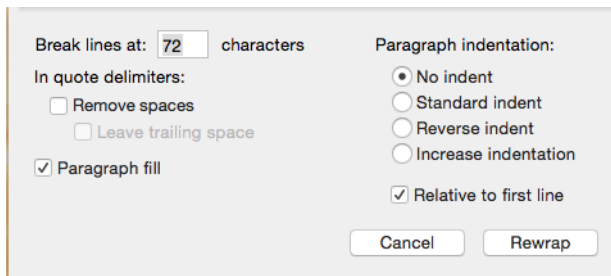 Break lines at: 72 characters
In quote delimiters:
Remove spaces
Leave trailing space
Paragraph fill
Paragraph indentation:
No indent
Standard indent
Reverse indent
Increase indentation
Relative to first line
Cancel Rewrap